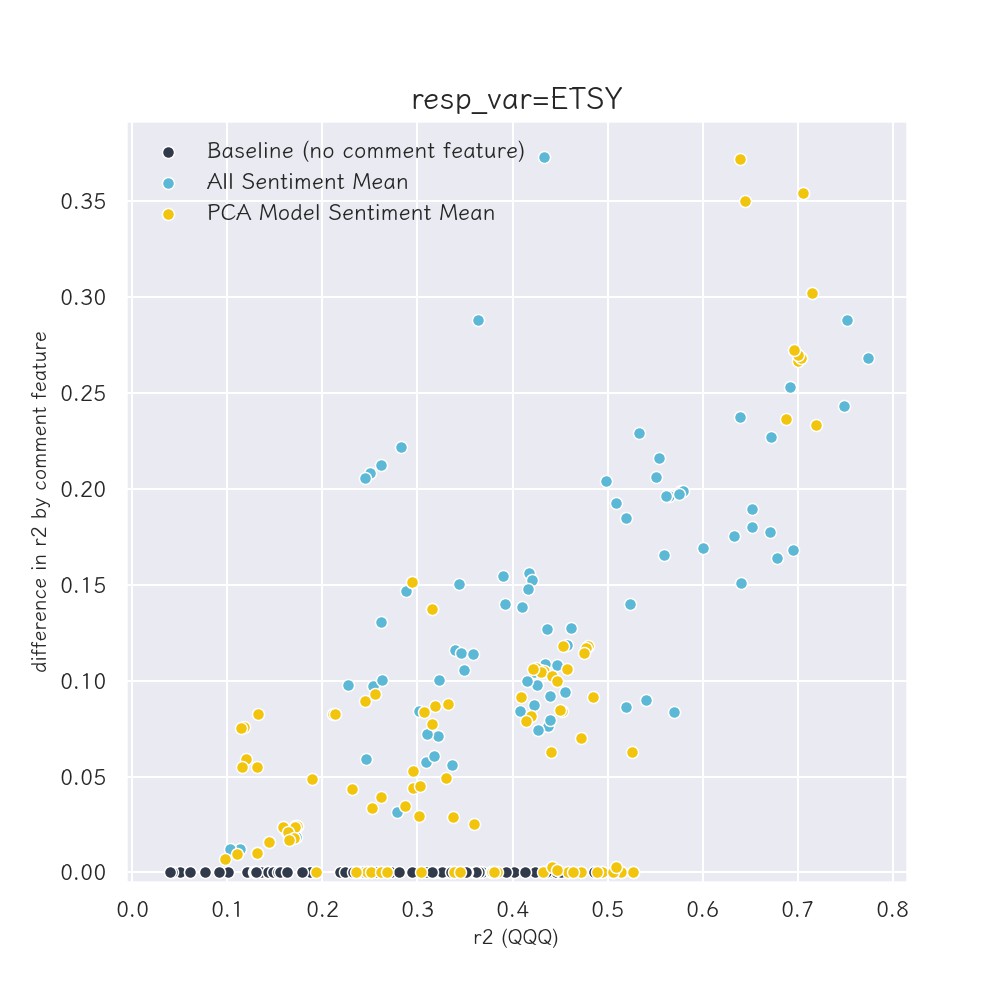 resp_var=ETSY
Baseline (no comment feature)
All Sentiment Mean
PCA Model Sentiment Mean
difference in r2 by comment feature
0.35
0.30
0.25
0.20
0.15
0.10
0.05
0.00
0.0 0.1 0.2 0.3 0.4 0.5 0.6 0.7 0.8
r2 (QQQ)